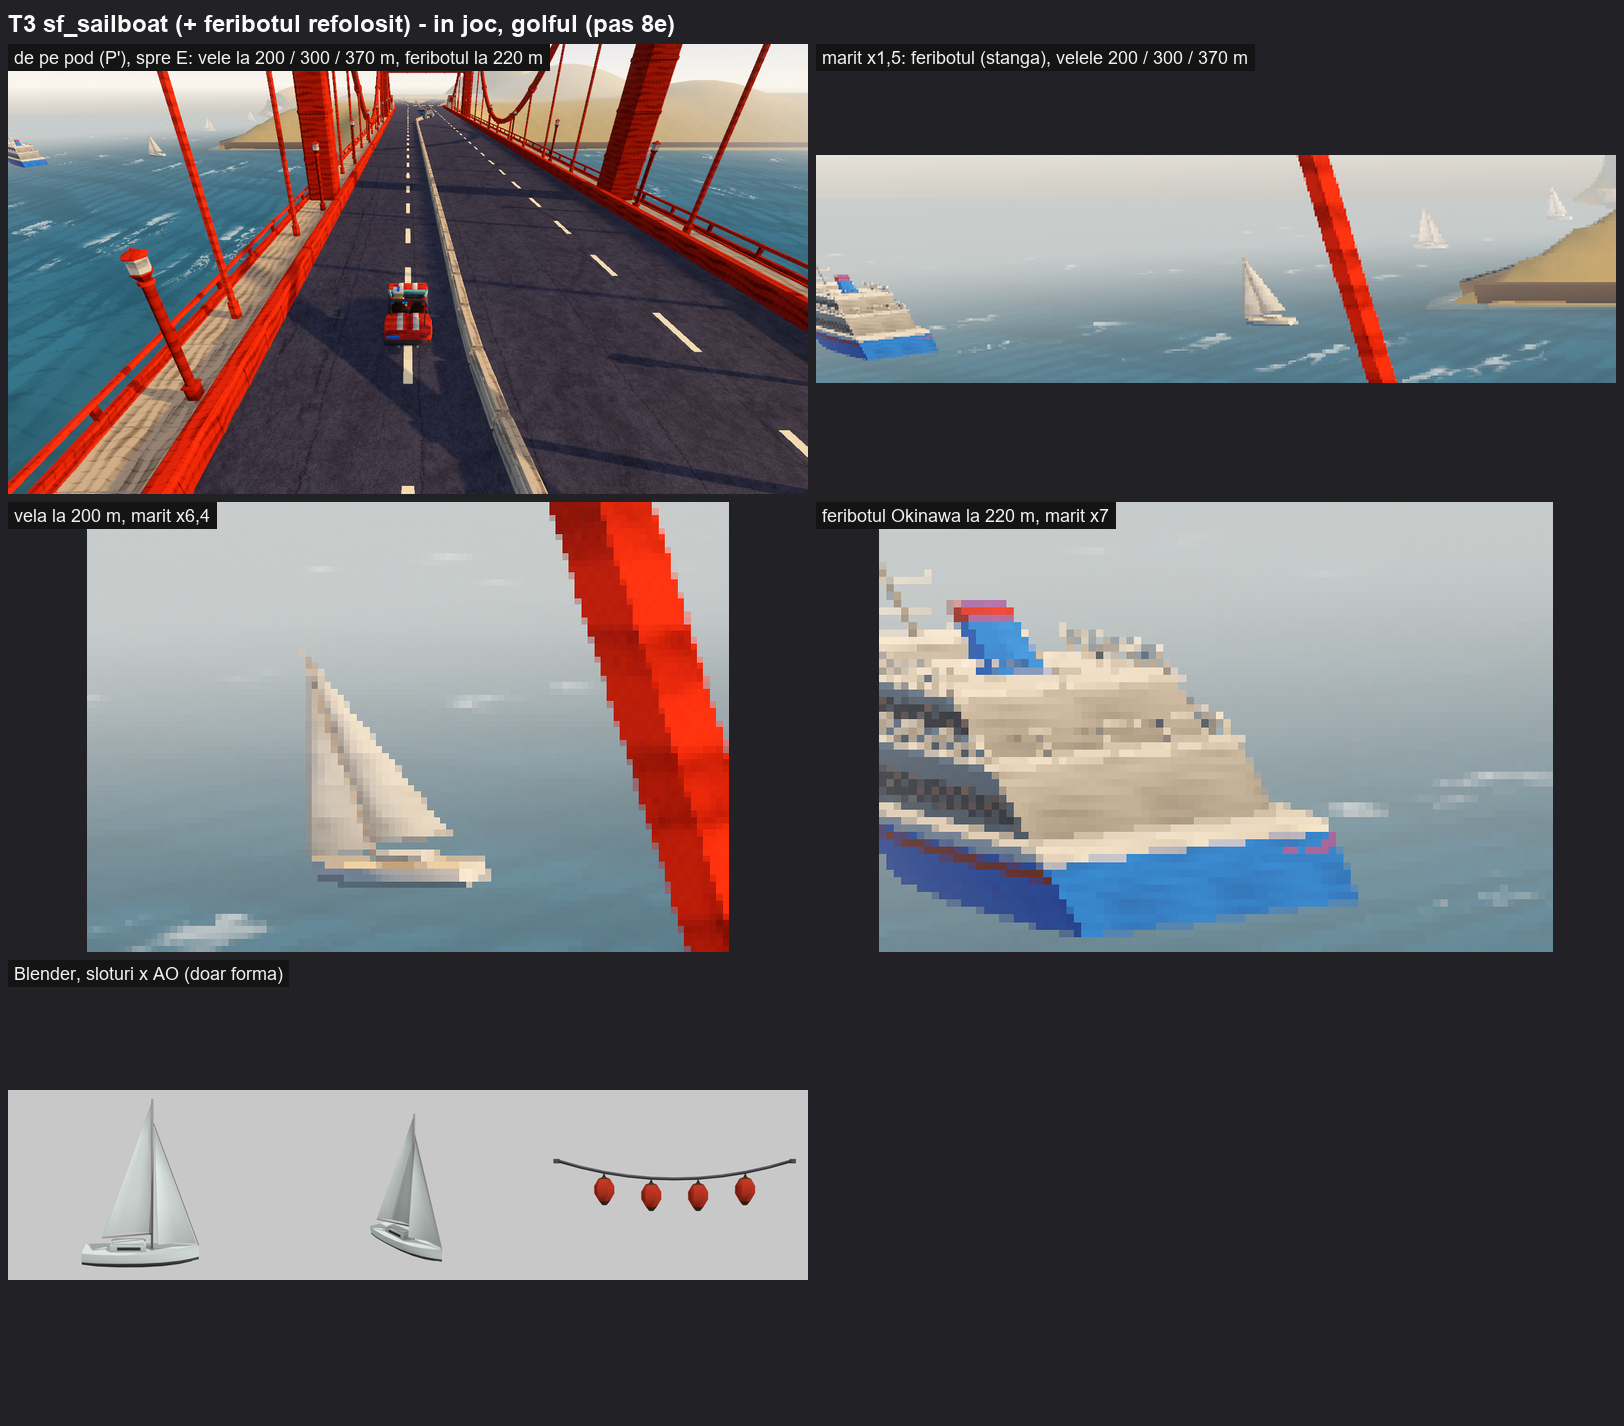 T3 sf_sailboat (+ feribotul refolosit) - in joc, golful (pas 8e)
de pe pod (P'), spre E: vele la 200 / 300 / 370 m, feribotul la 220 m
marit x1,5: feribotul (stanga), velele 200 / 300 / 370 m
vela la 200 m, marit x6,4
feribotul Okinawa la 220 m, marit x7
Blender, sloturi x AO (doar forma)